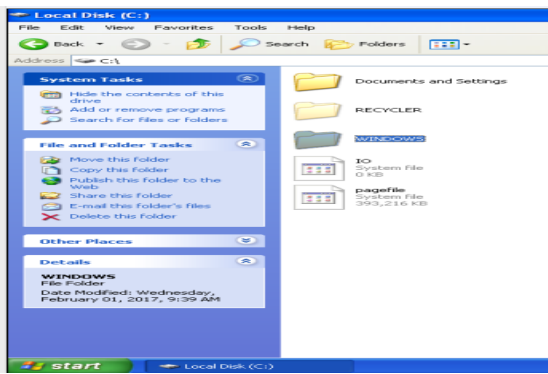 Local Disk (C:)
File Edit View Favorites Tools Help
Back Search Folders
Address C:\
System Tasks
Hide the contents of this
drive
Add or remove programs
Search for files or folders
File and Folder Tasks
Move this folder
Copy this folder
Publish this folder to the
Web
Share this folder
E-mail this folder's files
Delete this folder
Other Places
Details
WINDOWS
File Folder
Date Modified: Wednesday,
February 01, 2017, 9:39 AM
Documents and Settings
RECYCLER
WINDOWS
IO
System file
0 KB
pagefile
System file
393,216 KB
start Local Disk (C:)